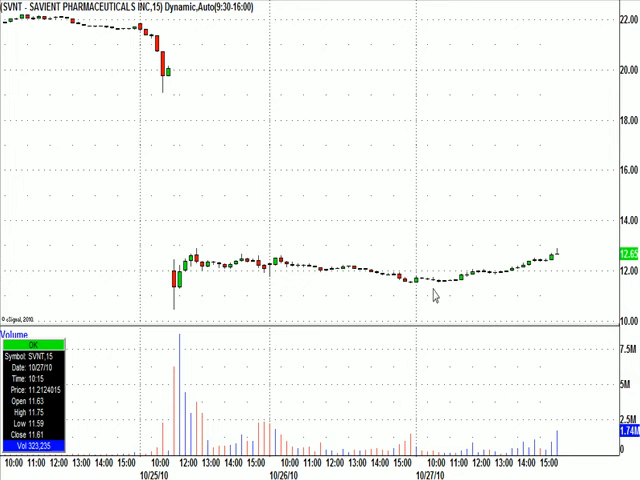 (SVNT - SAVIENT PHARMACEUTICALS INC,15) Dynamic,Auto(9:30-16:00)
22.00
20.00
18.00
16.00
14.00
12.65
12.00
10.00
© eSignal, 2010
Volume
OK
Symbol: SVNT,15
Date: 10/27/10
Time: 10:15
Price: 11.2124015
Open 11.63
High 11.75
Low 11.59
Close 11.61
Vol 323,235
7.5M
5M
2.5M
1.74M
0
10:00 11:00 12:00 13:00 14:00 15:00 10:00 12:00 13:00 14:00 15:00 10:00 11:00 12:00 13:00 14:00 15:00 10:00 11:00 12:00 13:00 14:00 15:00
10/25/10 10/26/10 10/27/10